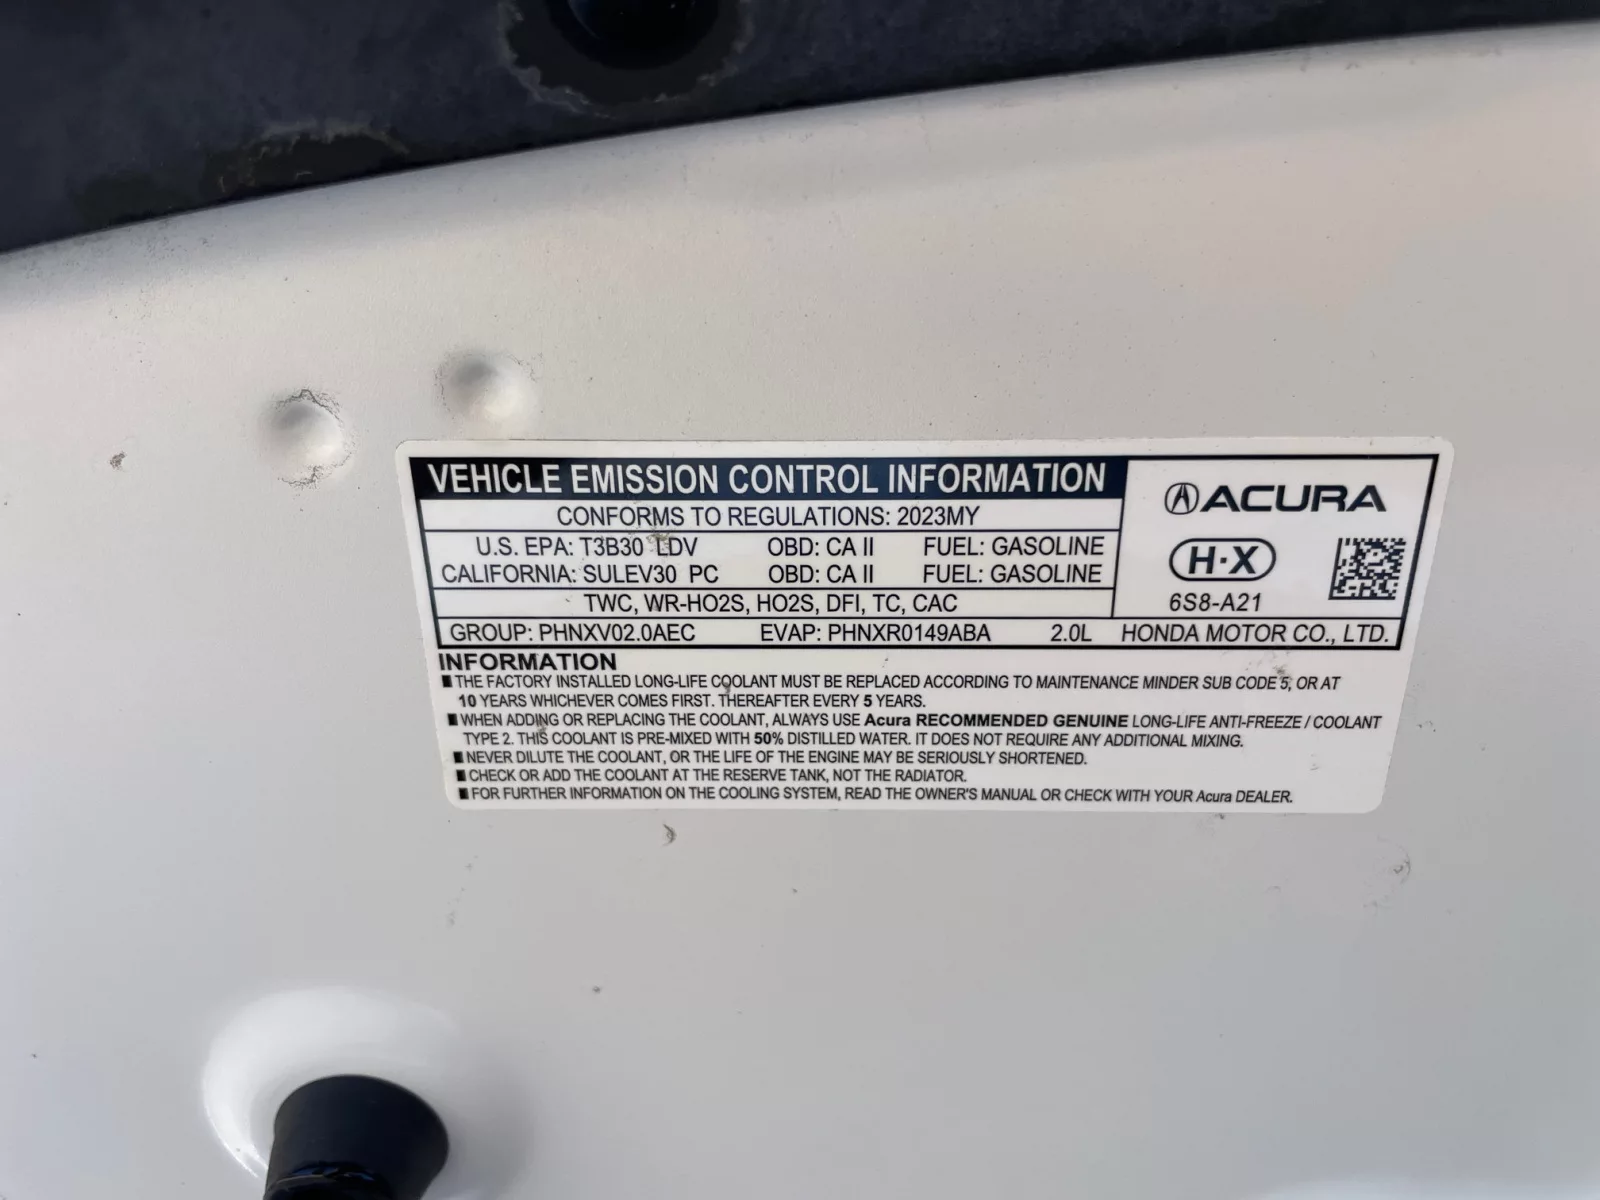 VEHICLE EMISSION CONTROL INFORMATION
CONFORMS TO REGULATIONS: 2023MY
U.S. EPA: T3B30 LDV OBD: CA II FUEL: GASOLINE
CALIFORNIA: SULEV30 PC OBD: CA II FUEL: GASOLINE
TWC, WR-HO2S, HO2S, DFI, TC, CAC
ACURA
H·X
6S8-A21
GROUP: PHNXV02.0AEC EVAP: PHNXR0149ABA 2.0L HONDA MOTOR CO., LTD.
INFORMATION
■ THE FACTORY INSTALLED LONG-LIFE COOLANT MUST BE REPLACED ACCORDING TO MAINTENANCE MINDER SUB CODE 5, OR AT
10 YEARS WHICHEVER COMES FIRST. THEREAFTER EVERY 5 YEARS.
■ WHEN ADDING OR REPLACING THE COOLANT, ALWAYS USE Acura RECOMMENDED GENUINE LONG-LIFE ANTI-FREEZE / COOLANT
TYPE 2. THIS COOLANT IS PRE-MIXED WITH 50% DISTILLED WATER. IT DOES NOT REQUIRE ANY ADDITIONAL MIXING.
■ NEVER DILUTE THE COOLANT, OR THE LIFE OF THE ENGINE MAY BE SERIOUSLY SHORTENED.
■ CHECK OR ADD THE COOLANT AT THE RESERVE TANK, NOT THE RADIATOR.
■ FOR FURTHER INFORMATION ON THE COOLING SYSTEM, READ THE OWNER'S MANUAL OR CHECK WITH YOUR Acura DEALER.